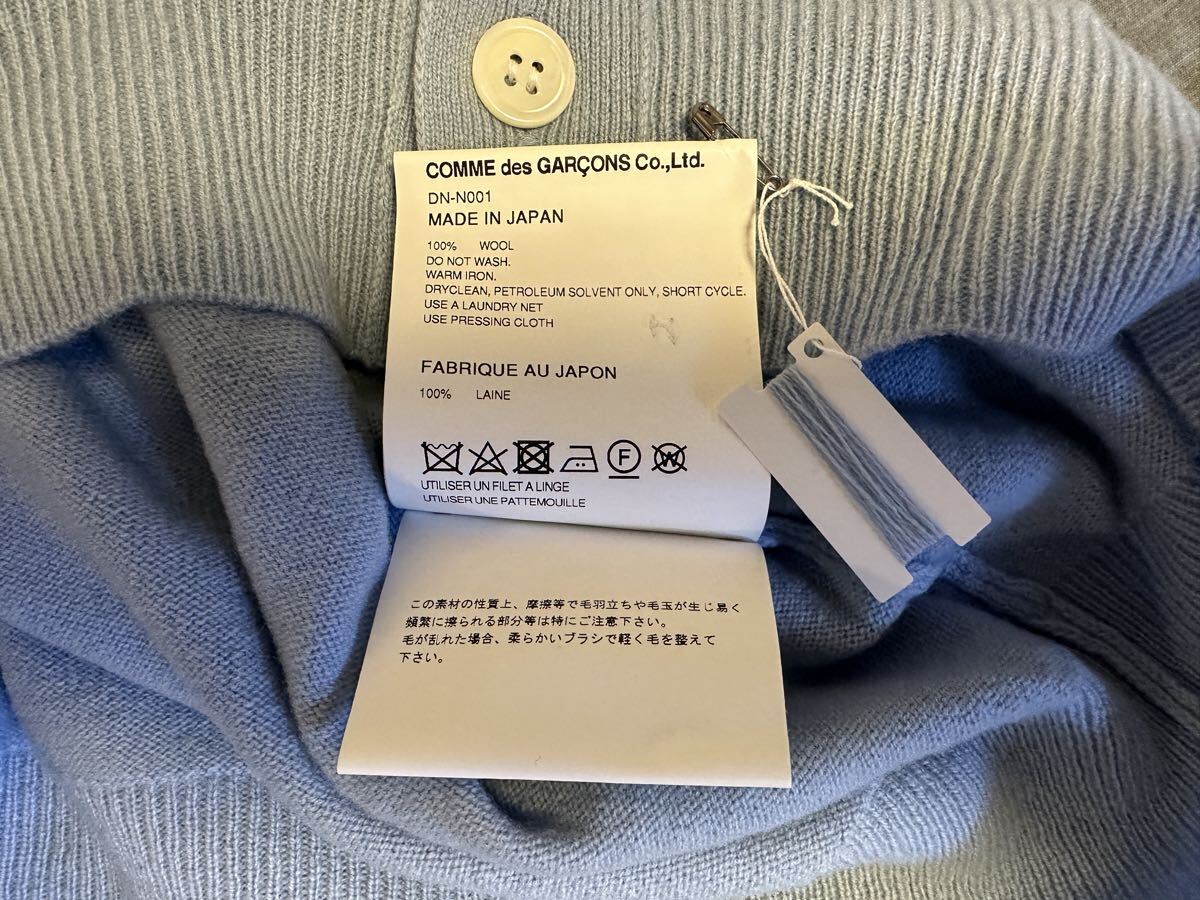 COMME des GARÇONS Co.,Ltd.
DN-N001
MADE IN JAPAN
100% WOOL
DO NOT WASH.
WARM IRON.
DRYCLEAN, PETROLEUM SOLVENT ONLY, SHORT CYCLE.
USE A LAUNDRY NET
USE PRESSING CLOTH
FABRIQUE AU JAPON
100% LAINE
F W
UTILISER UN FILET A LINGE
UTILISER UNE PATTEMOUILLE
この素材の性質上、摩擦等で毛羽立ちや毛玉が生じ易く
頻繁に擦られる部分等は特にご注意下さい。
毛が乱れた場合、柔らかいブラシで軽く毛を整えて
下さい。